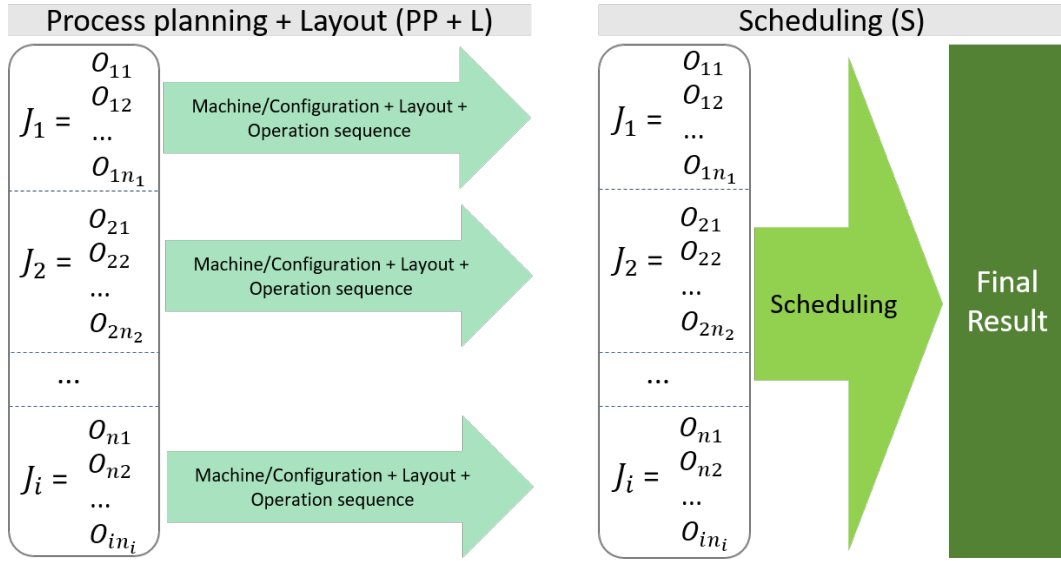 Process planning + Layout (PP + L)
J₁ =
O₁₁
O₁₂
...
O₁ₙ₁
Machine/Configuration + Layout +
Operation sequence
J₂ =
O₂₁
O₂₂
...
O₂ₙ₂
Machine/Configuration + Layout +
Operation sequence
...
Jᵢ =
Oₙ₁
Oₙ₂
...
Oᵢₙᵢ
Machine/Configuration + Layout +
Operation sequence
Scheduling (S)
J₁ =
O₁₁
O₁₂
...
O₁ₙ₁
J₂ =
O₂₁
O₂₂
...
O₂ₙ₂
...
Jᵢ =
Oₙ₁
Oₙ₂
...
Oᵢₙᵢ
Scheduling
Final
Result